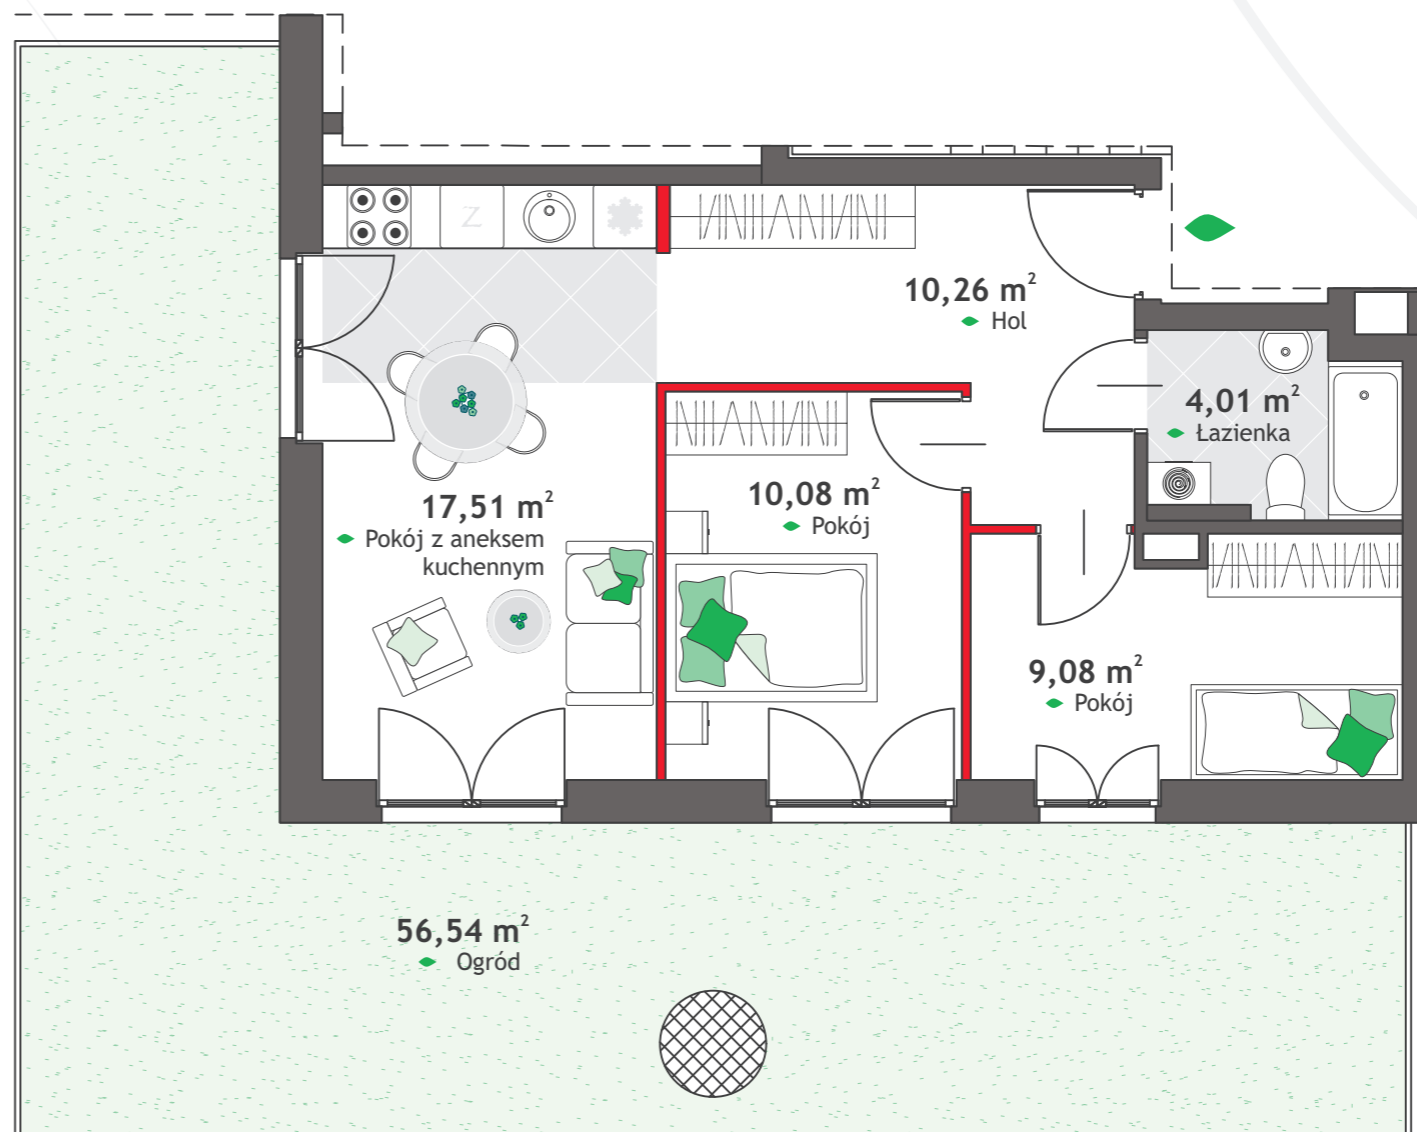 Z
10,26 m²
Hol
4,01 m²
Łazienka
17,51 m²
Pokój z aneksem
kuchennym
10,08 m²
Pokój
9,08 m²
Pokój
56,54 m²
Ogród